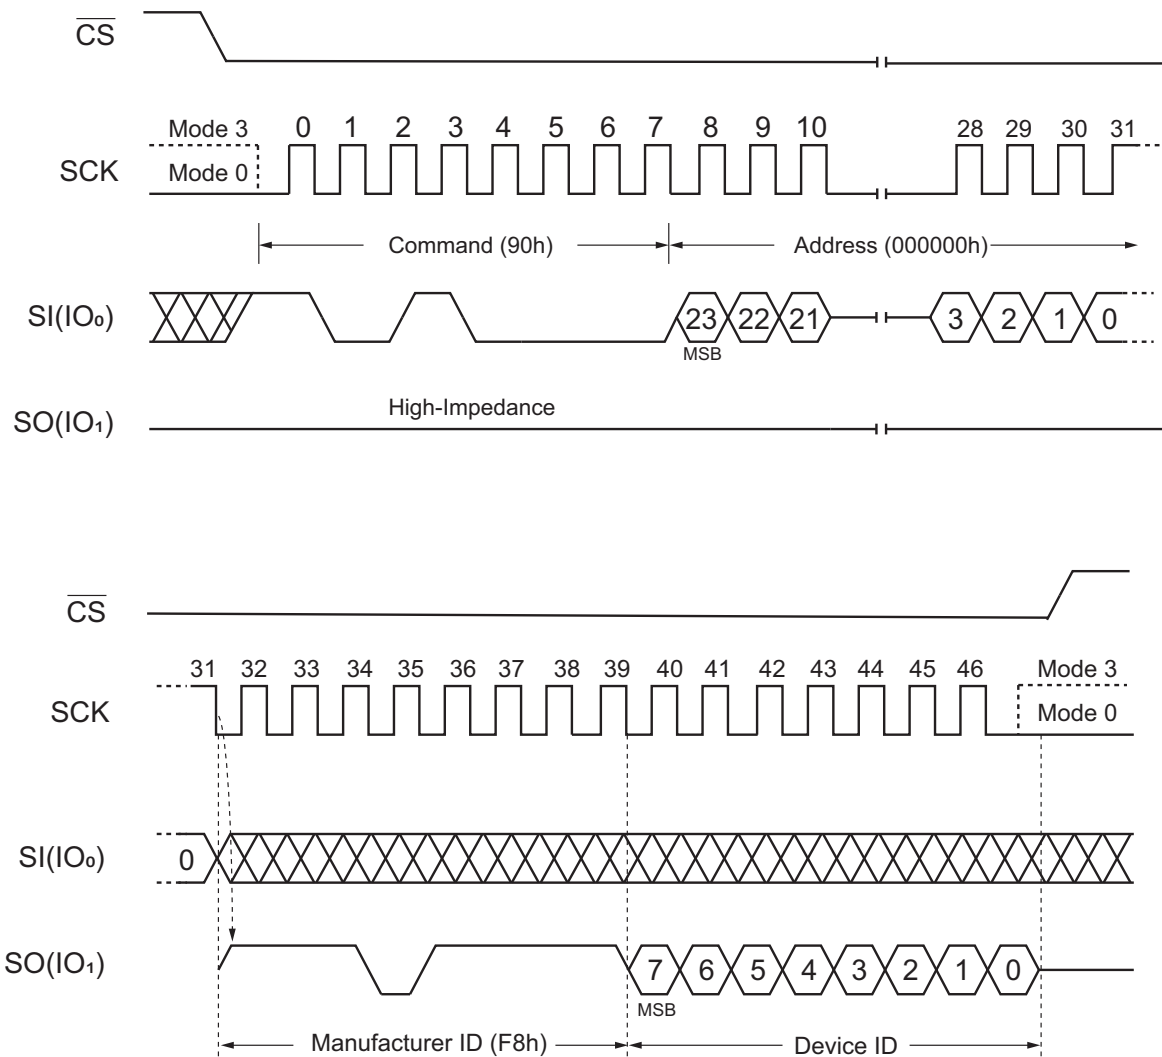 CS
Mode 3
0 1 2 3 4 5 6 7 8 9 10 28 29 30 31
SCK
Mode 0
Command (90h)
Address (000000h)
SI(IO₀)
23 22 21 3 2 1 0
MSB
High-Impedance
SO(IO₁)
CS
31 32 33 34 35 36 37 38 39 40 41 42 43 44 45 46
Mode 3
SCK
Mode 0
SI(IO₀)
0
SO(IO₁)
7 6 5 4 3 2 1 0
MSB
Manufacturer ID (F8h)
Device ID